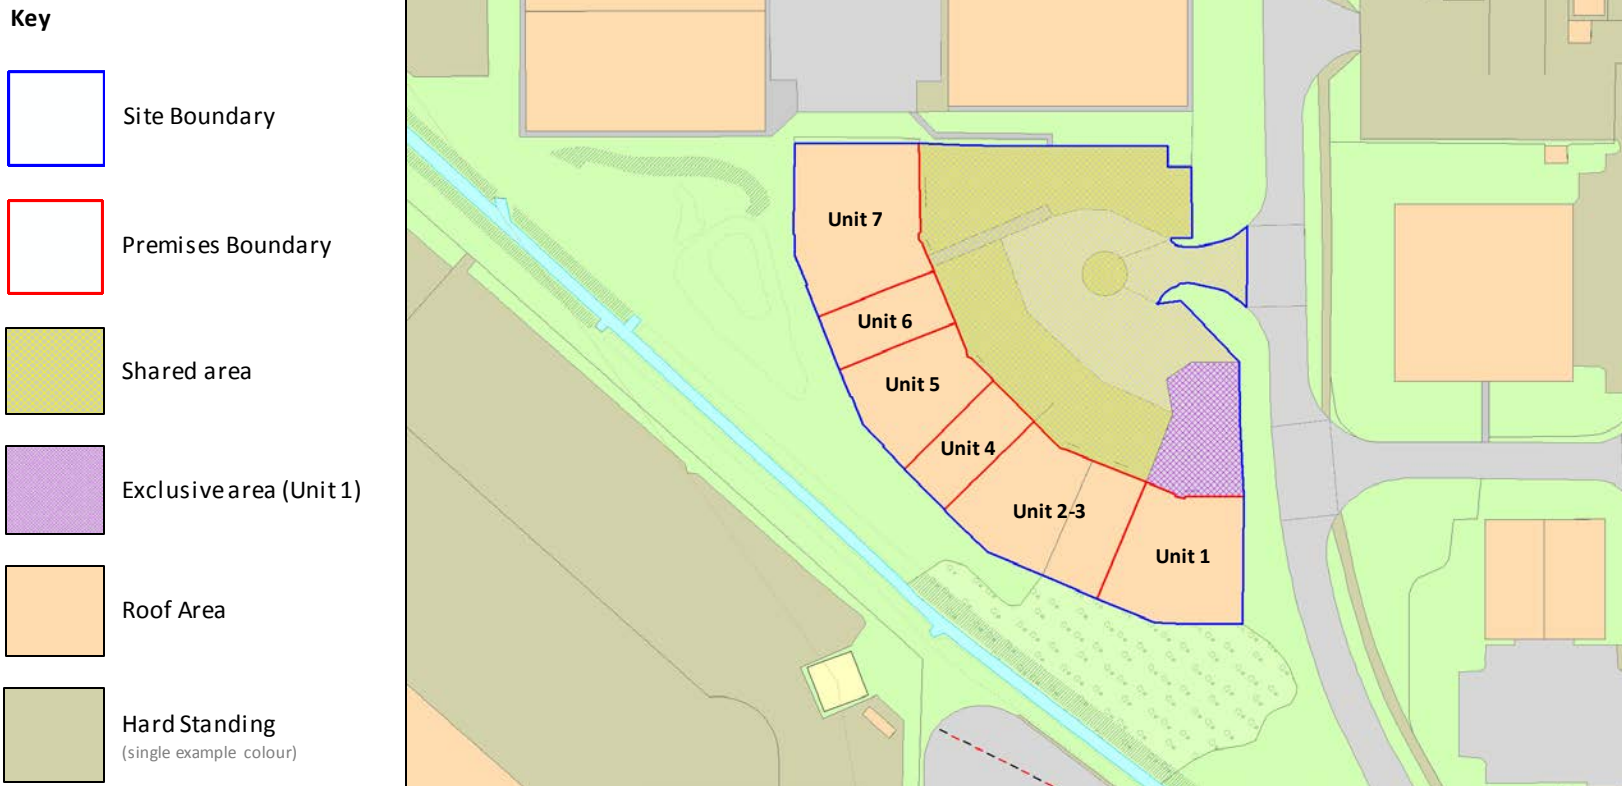 Key
Site Boundary
Premises Boundary
Shared area
Exclusive area (Unit 1)
Roof Area
Hard Standing
(single example colour)
Unit 7
Unit 6
Unit 5
Unit 4
Unit 2-3
Unit 1